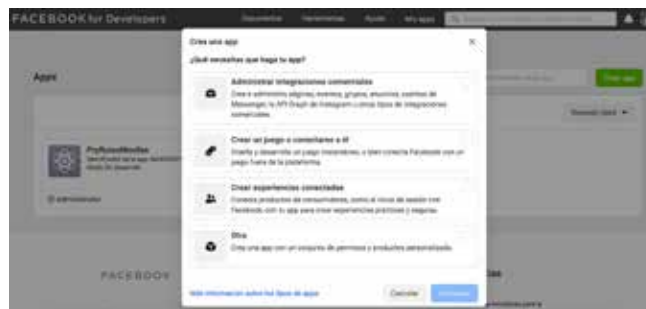 FACEBOOK for Developers
Documentos Herramientas Ayuda Mis apps
Apps
Crea una app
¿Qué necesitas que haga tu app?
Administrar integraciones comerciales
Crea o administra páginas, eventos, grupos, anuncios, cuentas de
Messenger, la API Graph de Instagram u otros tipos de integraciones
comerciales.
Crear un juego o conectarse a él
Diseña y desarrolla un juego instantáneo, o bien conecta Facebook con un
juego fuera de la plataforma.
Crear experiencias conectadas
Conecta productos de consumidores, como el inicio de sesión con
Facebook, con tu app para crear experiencias prácticas y seguras.
Otra
Crea una app con un conjunto de permisos y productos personalizado.
Más información sobre los tipos de apps
Cancelar
Crear app
FACEBOOK